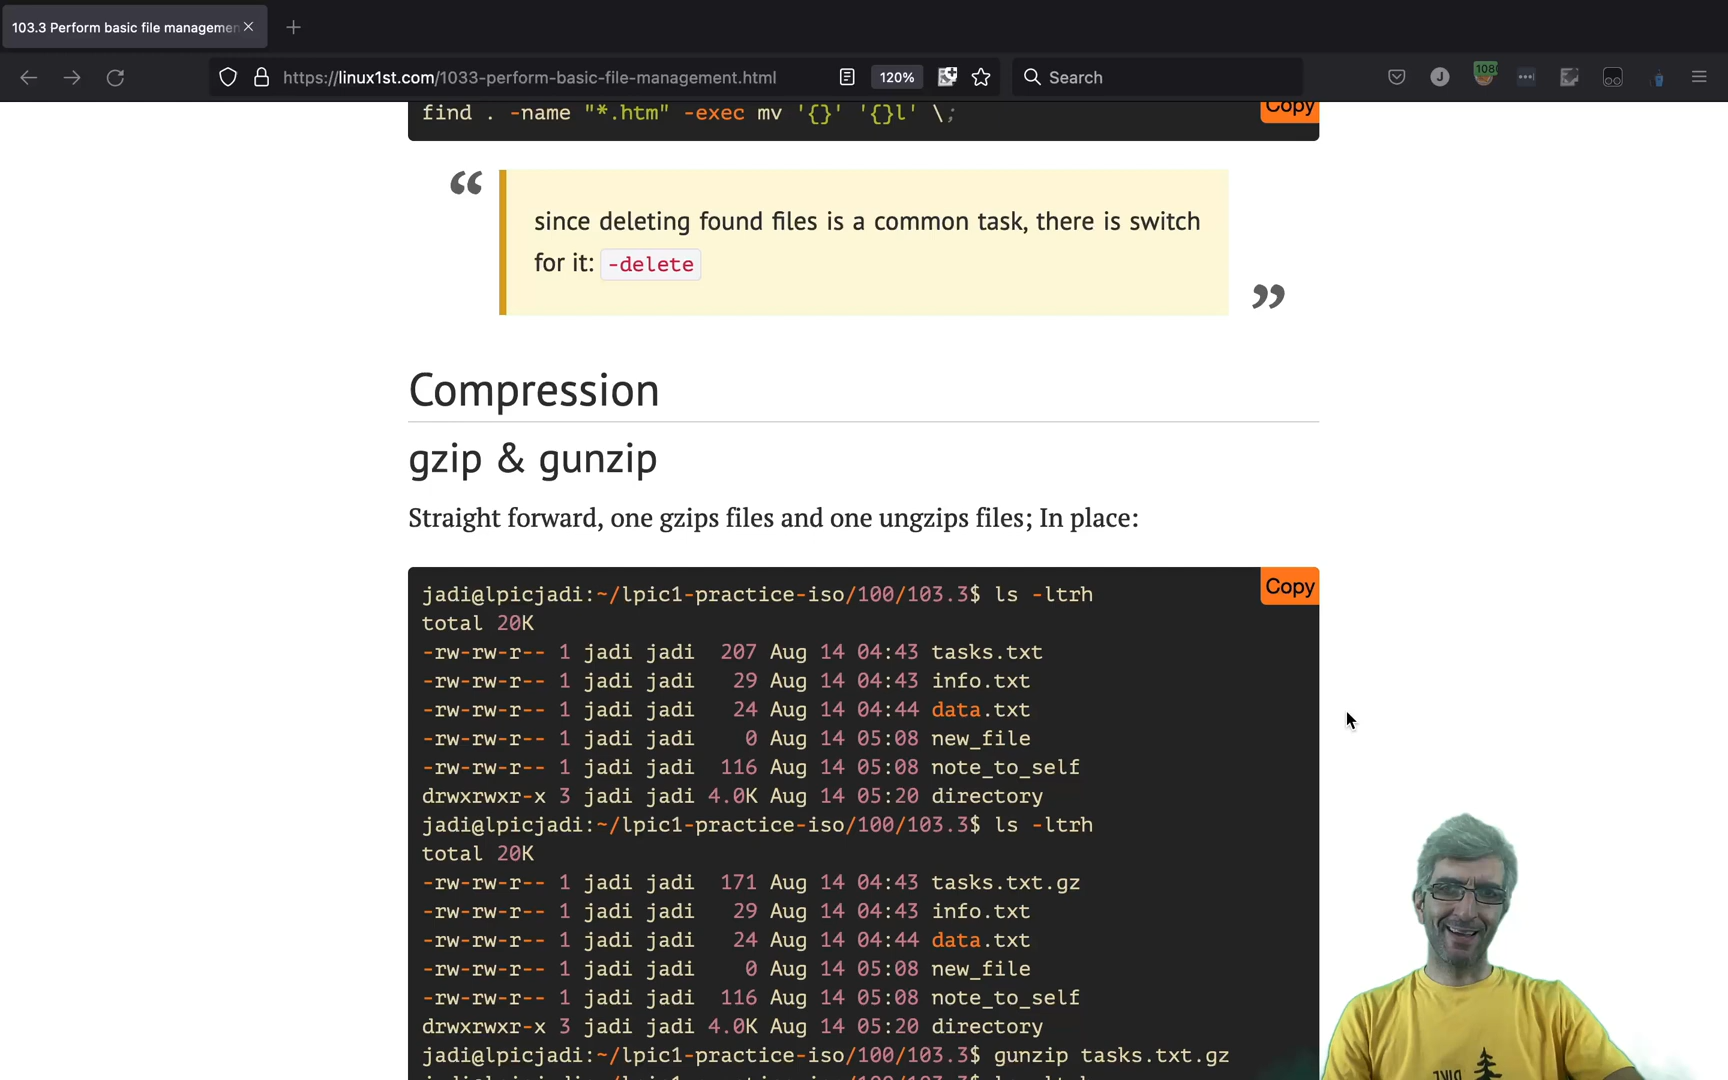 103.3 Perform basic file managemen
https://linux1st.com/1033-perform-basic-file-management.html
120%
Search
108
J
find . -name "*.htm" -exec mv '{}' '{}l' \;
Copy
“
since deleting found files is a common task, there is switch
for it: -delete
”
Compression
gzip & gunzip
Straight forward, one gzips files and one ungzips files; In place:
Copy
jadi@lpicjadi:~/lpic1-practice-iso/100/103.3$ ls -ltrh
total 20K
-rw-rw-r-- 1 jadi jadi  207 Aug 14 04:43 tasks.txt
-rw-rw-r-- 1 jadi jadi   29 Aug 14 04:43 info.txt
-rw-rw-r-- 1 jadi jadi   24 Aug 14 04:44 data.txt
-rw-rw-r-- 1 jadi jadi    0 Aug 14 05:08 new_file
-rw-rw-r-- 1 jadi jadi  116 Aug 14 05:08 note_to_self
drwxrwxr-x 3 jadi jadi 4.0K Aug 14 05:20 directory
jadi@lpicjadi:~/lpic1-practice-iso/100/103.3$ ls -ltrh
total 20K
-rw-rw-r-- 1 jadi jadi  171 Aug 14 04:43 tasks.txt.gz
-rw-rw-r-- 1 jadi jadi   29 Aug 14 04:43 info.txt
-rw-rw-r-- 1 jadi jadi   24 Aug 14 04:44 data.txt
-rw-rw-r-- 1 jadi jadi    0 Aug 14 05:08 new_file
-rw-rw-r-- 1 jadi jadi  116 Aug 14 05:08 note_to_self
drwxrwxr-x 3 jadi jadi 4.0K Aug 14 05:20 directory
jadi@lpicjadi:~/lpic1-practice-iso/100/103.3$ gunzip tasks.txt.gz